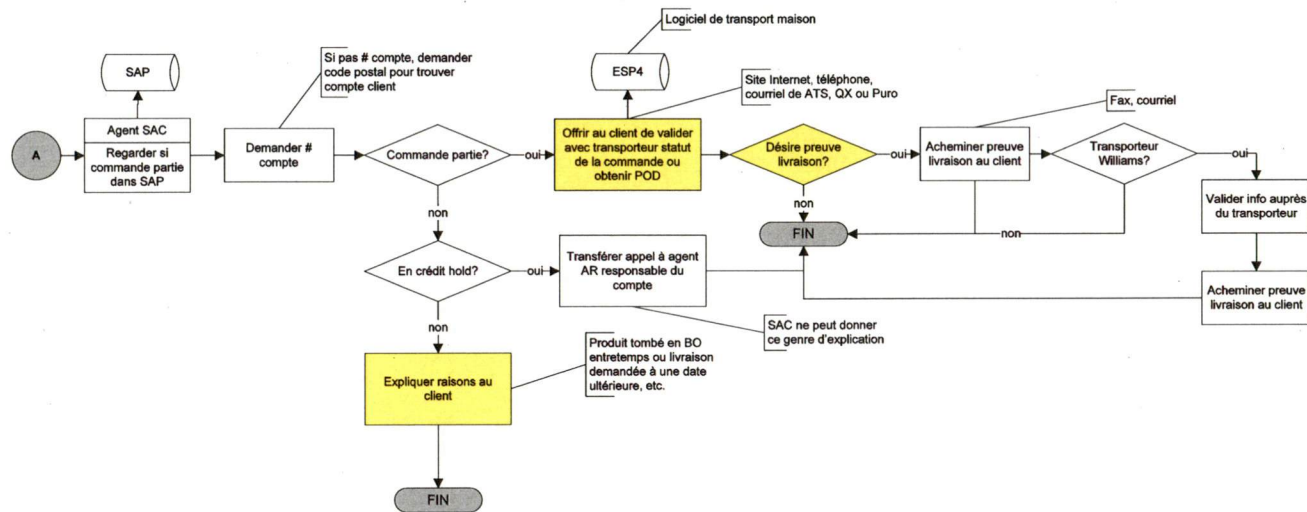 Logiciel de transport maison
SAP
Si pas # compte, demander
code postal pour trouver
compte client
ESP4
Site Internet, téléphone,
courriel de ATS, QX ou Puro
Fax, courriel
A
Agent SAC
Regarder si
commande partie
dans SAP
Demander #
compte
Commande partie?
oui
Offrir au client de valider
avec transporteur statut
de la commande ou
obtenir POD
Désire preuve
livraison?
oui
Acheminer preuve
livraison au client
Transporteur
Williams?
oui
non
non
FIN
non
Valider info auprès
du transporteur
En crédit hold?
oui
Transférer appel à agent
AR responsable du
compte
Acheminer preuve
livraison au client
non
SAC ne peut donner
ce genre d'explication
Expliquer raisons au
client
Produit tombé en BO
entretemps ou livraison
demandée à une date
ultérieure, etc.
FIN